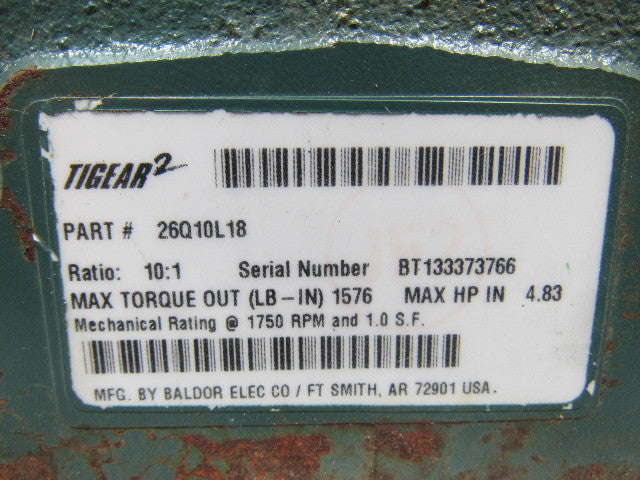 TIGEAR2
PART # 26Q10L18
Ratio: 10:1 Serial Number BT133373766
MAX TORQUE OUT (LB-IN) 1576 MAX HP IN 4.83
Mechanical Rating @ 1750 RPM and 1.0 S.F.
MFG. BY BALDOR ELEC CO / FT SMITH, AR 72901 USA.